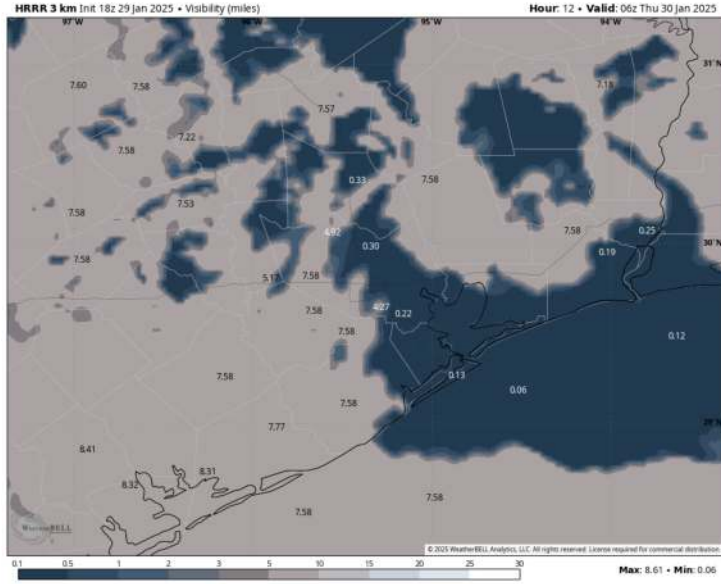 HRRR 3 km Init 18z 29 Jan 2025 • Visibility (miles)
Hour: 12 • Valid: 06z Thu 30 Jan 2025
97°W 96°W 95°W 94°W
31°N
7.60 7.58 7.18
7.57
7.22
7.58
0.33 7.58
7.53
7.58
4.92 7.58 0.25
30°N
0.30 0.19
7.58
5.17 7.58
4.27
7.58 0.22
7.58 0.12
7.58 0.13
0.06
7.58
7.77 29°N
8.41
8.31
8.32
7.58
7.58
WeatherBELL
© 2025 WeatherBELL Analytics, LLC. All rights reserved. License required for commercial distribution.
0.1 0.5 1 2 3 5 10 15 20 25 30
Max: 8.61 • Min: 0.06